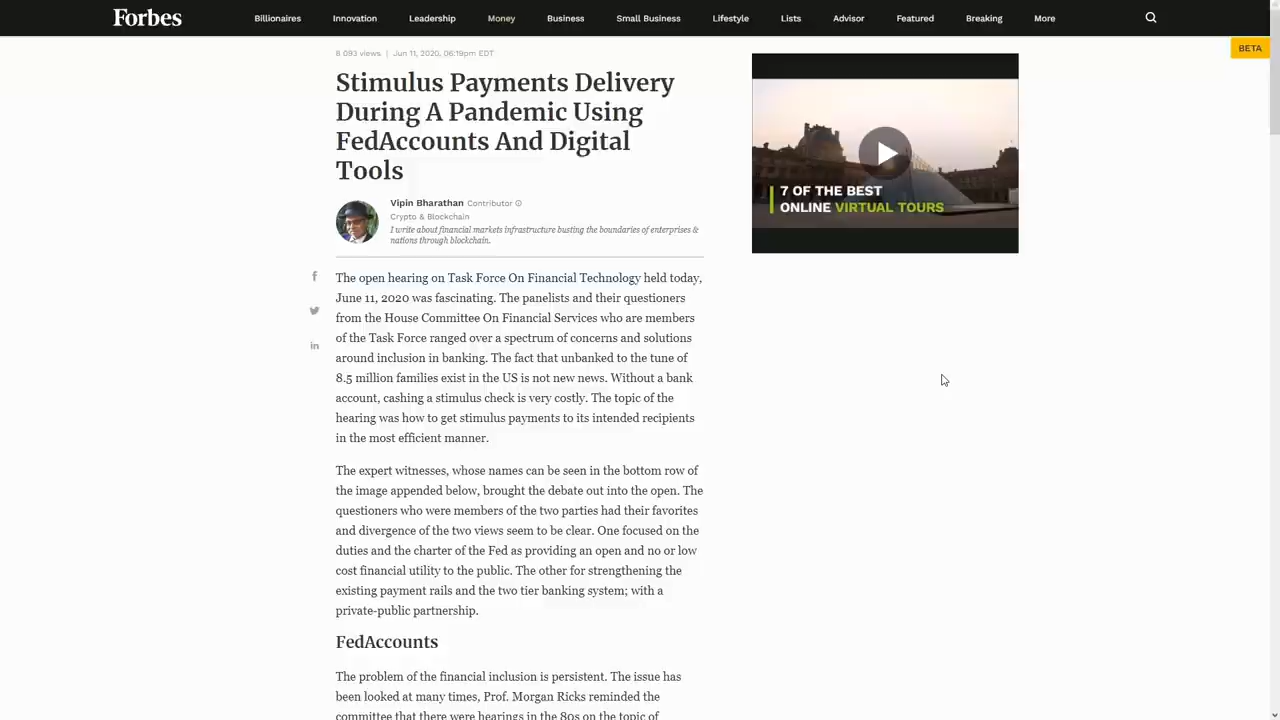 Forbes
Billionaires
Innovation
Leadership
Money
Business
Small Business
Lifestyle
Lists
Advisor
Featured
Breaking
More
BETA
8 093 views | Jun 11, 2020, 06:19pm EDT
Stimulus Payments Delivery
During A Pandemic Using
FedAccounts And Digital
Tools
Vipin Bharathan Contributor
Crypto & Blockchain
I write about financial markets infrastructure busting the boundaries of enterprises &
nations through blockchain.
7 OF THE BEST
ONLINE VIRTUAL TOURS
The open hearing on Task Force On Financial Technology held today,
June 11, 2020 was fascinating. The panelists and their questioners
from the House Committee On Financial Services who are members
of the Task Force ranged over a spectrum of concerns and solutions
around inclusion in banking. The fact that unbanked to the tune of
8.5 million families exist in the US is not new news. Without a bank
account, cashing a stimulus check is very costly. The topic of the
hearing was how to get stimulus payments to its intended recipients
in the most efficient manner.
The expert witnesses, whose names can be seen in the bottom row of
the image appended below, brought the debate out into the open. The
questioners who were members of the two parties had their favorites
and divergence of the two views seem to be clear. One focused on the
duties and the charter of the Fed as providing an open and no or low
cost financial utility to the public. The other for strengthening the
existing payment rails and the two tier banking system; with a
private-public partnership.
FedAccounts
The problem of the financial inclusion is persistent. The issue has
been looked at many times, Prof. Morgan Ricks reminded the
committee that there were hearings in the 80s on the topic of